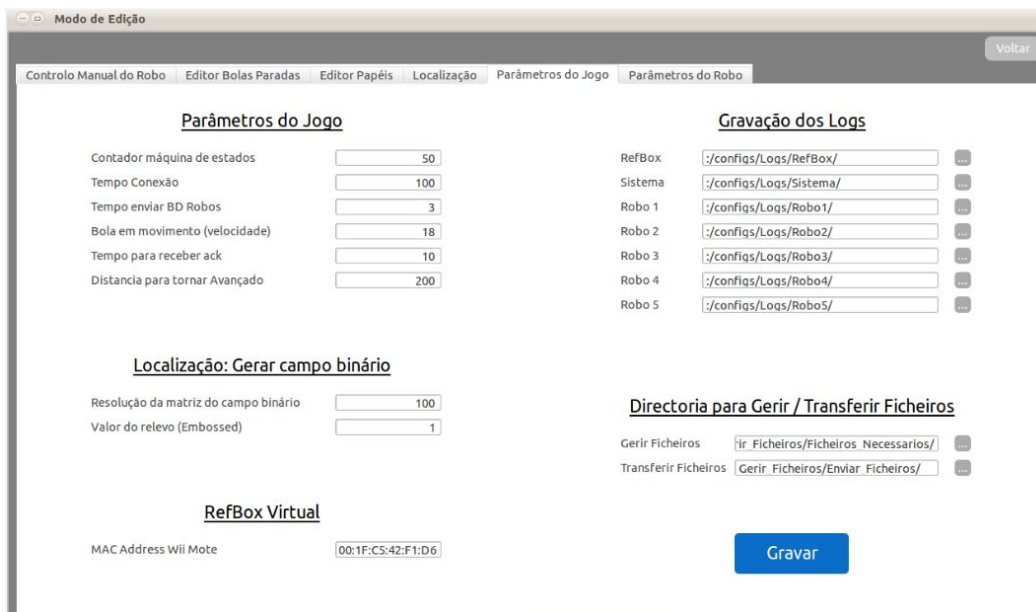 Modo de Edição
Voltar
Controlo Manual do Robo Editor Bolas Paradas Editor Papéis Localização Parâmetros do Jogo Parâmetros do Robo
Parâmetros do Jogo
Contador máquina de estados 50
Tempo Conexão 100
Tempo enviar BD Robos 3
Bola em movimento (velocidade) 18
Tempo para receber ack 10
Distancia para tornar Avançado 200
Localização: Gerar campo binário
Resolução da matriz do campo binário 100
Valor do relevo (Embossed) 1
RefBox Virtual
MAC Address Wii Mote 00:1F:C5:42:F1:D6
Gravação dos Logs
RefBox :/configs/Logs/RefBox/ ...
Sistema :/configs/Logs/Sistema/ ...
Robo 1 :/configs/Logs/Robo1/ ...
Robo 2 :/configs/Logs/Robo2/ ...
Robo 3 :/configs/Logs/Robo3/ ...
Robo 4 :/configs/Logs/Robo4/ ...
Robo 5 :/configs/Logs/Robo5/ ...
Directoria para Gerir / Transferir Ficheiros
Gerir Ficheiros ir_Ficheiros/Ficheiros_Necessarios/ ...
Transferir Ficheiros Gerir_Ficheiros/Enviar_Ficheiros/ ...
Gravar